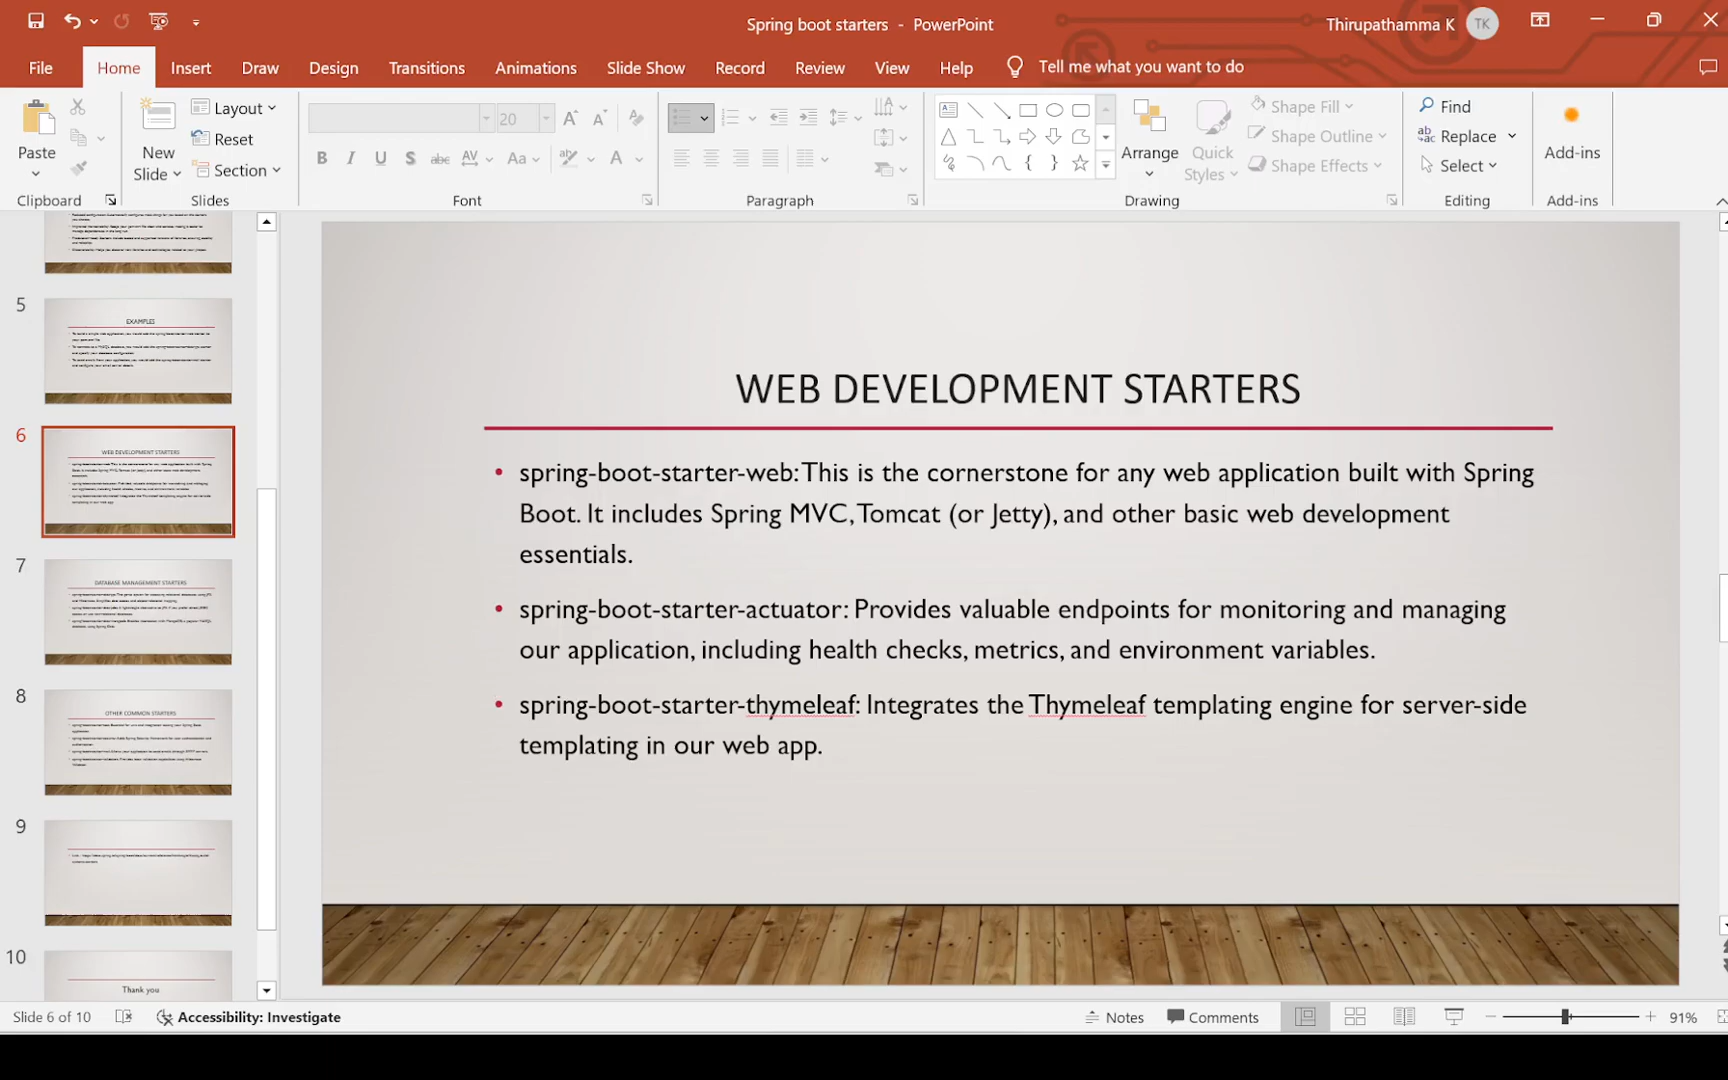 Spring boot starters - PowerPoint
Thirupathamma K
TK
File
Home
Insert
Draw
Design
Transitions
Animations
Slide Show
Record
Review
View
Help
Tell me what you want to do
Paste
Clipboard
New
Slide
Layout
Reset
Section
Slides
20
B I U S abc AV Aa A
Font
Paragraph
Arrange
Quick
Styles
Shape Fill
Shape Outline
Shape Effects
Drawing
Find
Replace
Select
Editing
Add-ins
Add-ins
5
EXAMPLES
6
WEB DEVELOPMENT STARTERS
7
DATABASE MANAGEMENT STARTERS
8
OTHER COMMON STARTERS
9
10
Thank you
WEB DEVELOPMENT STARTERS
• spring-boot-starter-web: This is the cornerstone for any web application built with Spring
Boot. It includes Spring MVC, Tomcat (or Jetty), and other basic web development
essentials.
• spring-boot-starter-actuator: Provides valuable endpoints for monitoring and managing
our application, including health checks, metrics, and environment variables.
• spring-boot-starter-thymeleaf: Integrates the Thymeleaf templating engine for server-side
templating in our web app.
Slide 6 of 10
Accessibility: Investigate
Notes
Comments
91%